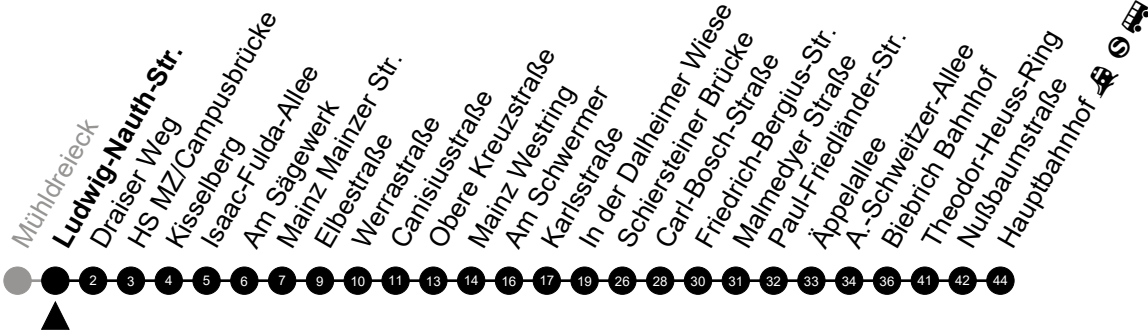 Mühldreieck
Ludwig-Nauth-Str.
Draiser Weg
HS MZ/Campusbrücke
Kisselberg
Isaac-Fulda-Allee
Am Sägewerk
Mainz Mainzer Str.
Elbestraße
Werrastraße
Canisiusstraße
Obere Kreuzstraße
Mainz Westring
Am Schwermer
Karlsstraße
In der Dalheimer Wiese
Schiersteiner Brücke
Carl-Bosch-Straße
Friedrich-Bergius-Str.
Malmedyer Straße
Paul-Friedländer-Str.
Äppelallee
A.-Schweitzer-Allee
Biebrich Bahnhof
Theodor-Heuss-Ring
Nußbaumstraße
Hauptbahnhof S
2 3 4 5 6 7 9 10 11 13 14 16 17 19 26 28 30 31 32 33 34 36 41 42 44